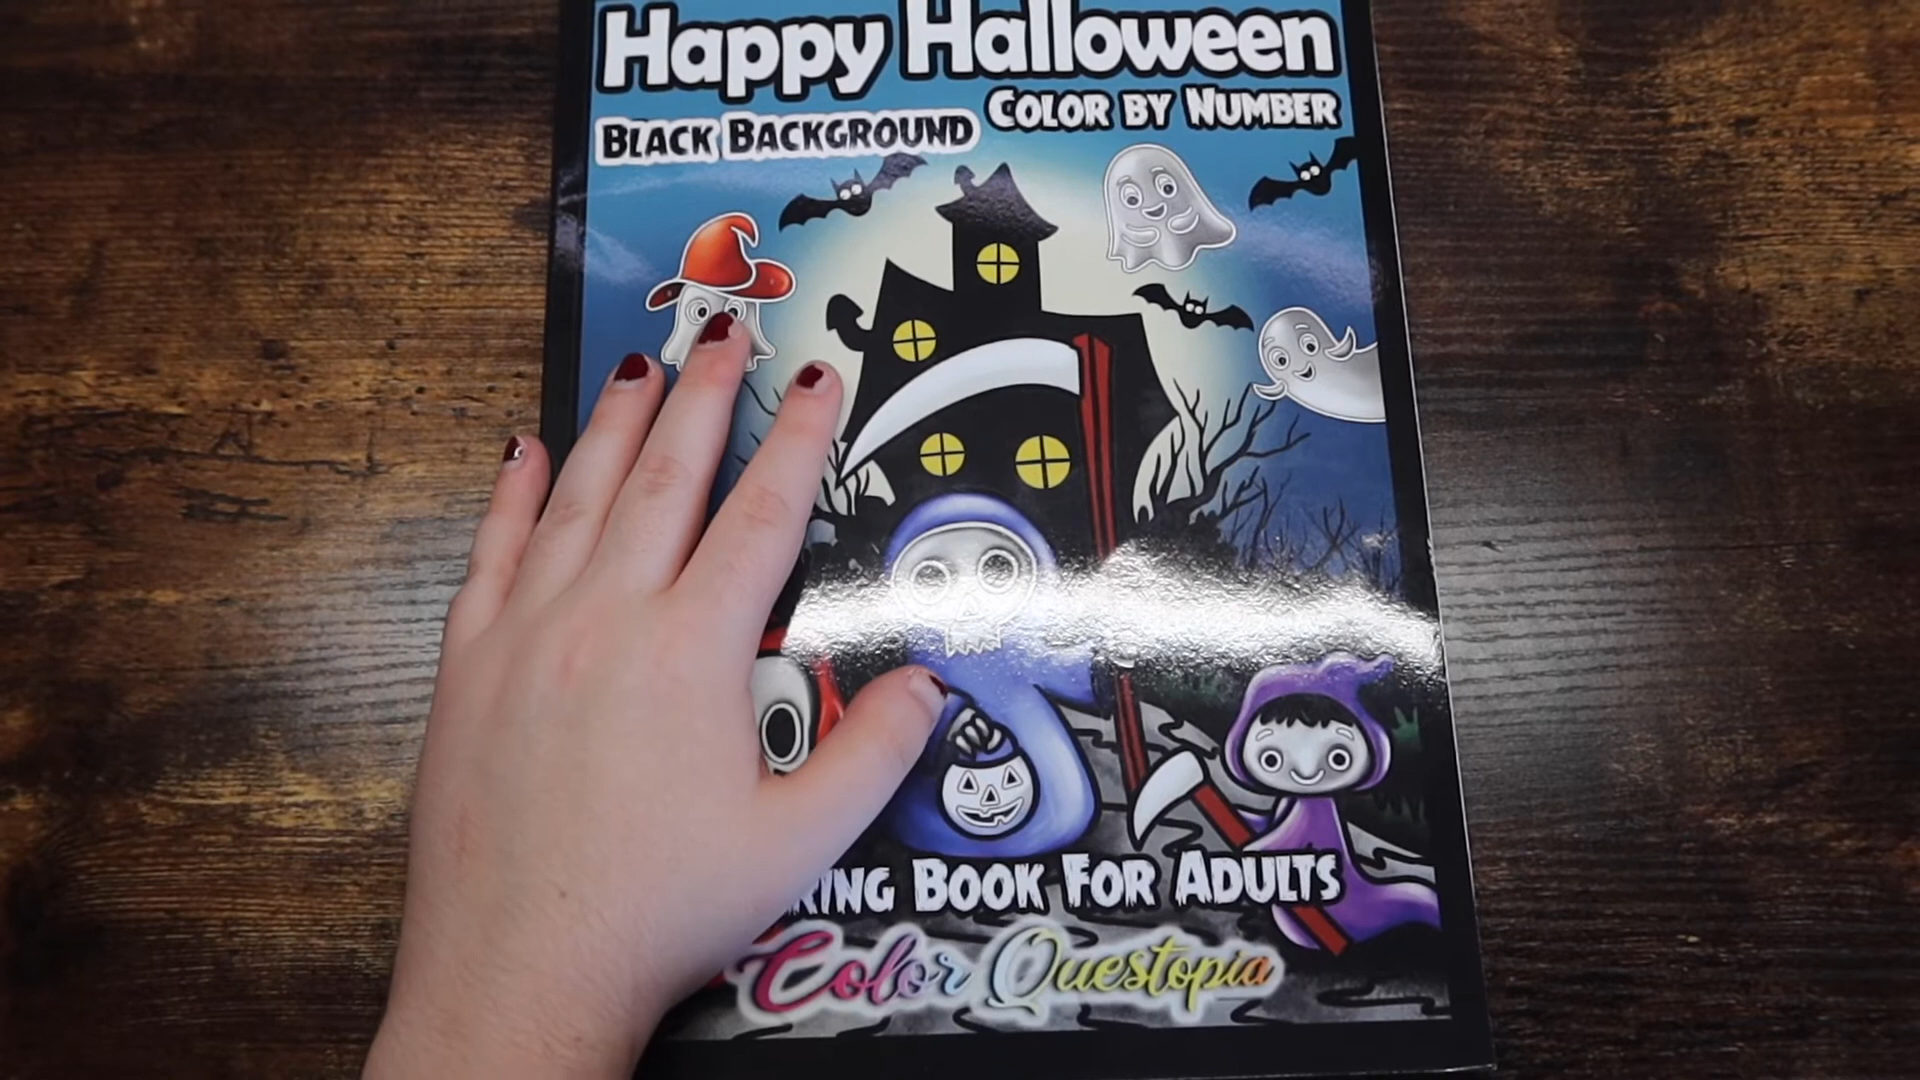 Happy Halloween
COLOR BY NUMBER
BLACK BACKGROUND
RING BOOK FOR ADULTS
Color Questopia